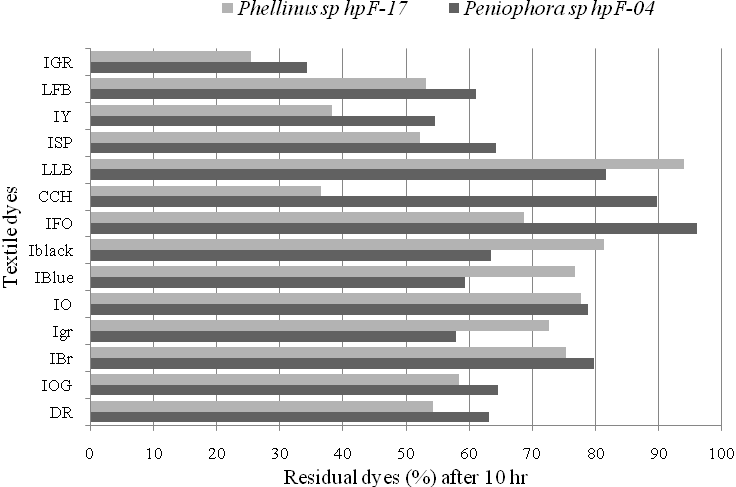 Phellinus sp hpF-17 Peniophora sp hpF-04
Textile dyes
IGR
LFB
IY
ISP
LLB
CCH
IFO
Iblack
IBlue
IO
Igr
IBr
IOG
DR
0 10 20 30 40 50 60 70 80 90 100
Residual dyes (%) after 10 hr